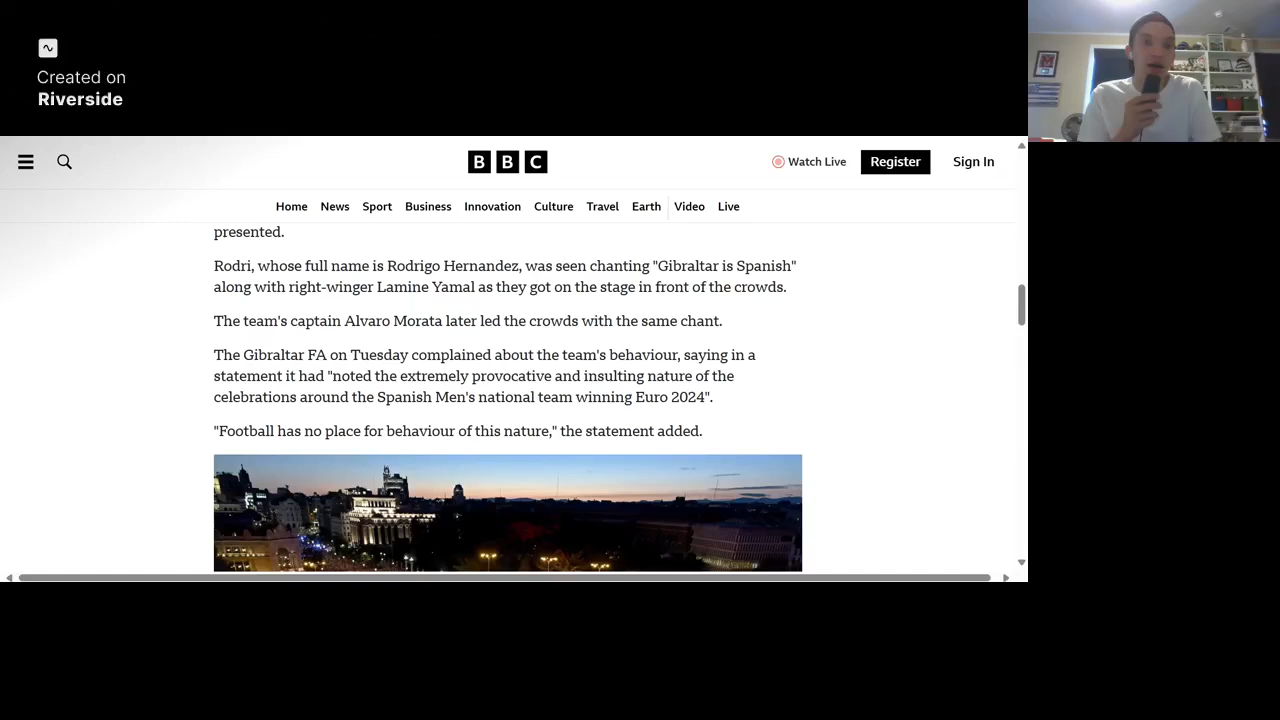 Created on
Riverside
BBC
Watch Live
Register
Sign In
Home News Sport Business Innovation Culture Travel Earth Video Live
presented.
Rodri, whose full name is Rodrigo Hernandez, was seen chanting "Gibraltar is Spanish"
along with right-winger Lamine Yamal as they got on the stage in front of the crowds.
The team's captain Alvaro Morata later led the crowds with the same chant.
The Gibraltar FA on Tuesday complained about the team's behaviour, saying in a
statement it had "noted the extremely provocative and insulting nature of the
celebrations around the Spanish Men's national team winning Euro 2024".
"Football has no place for behaviour of this nature," the statement added.